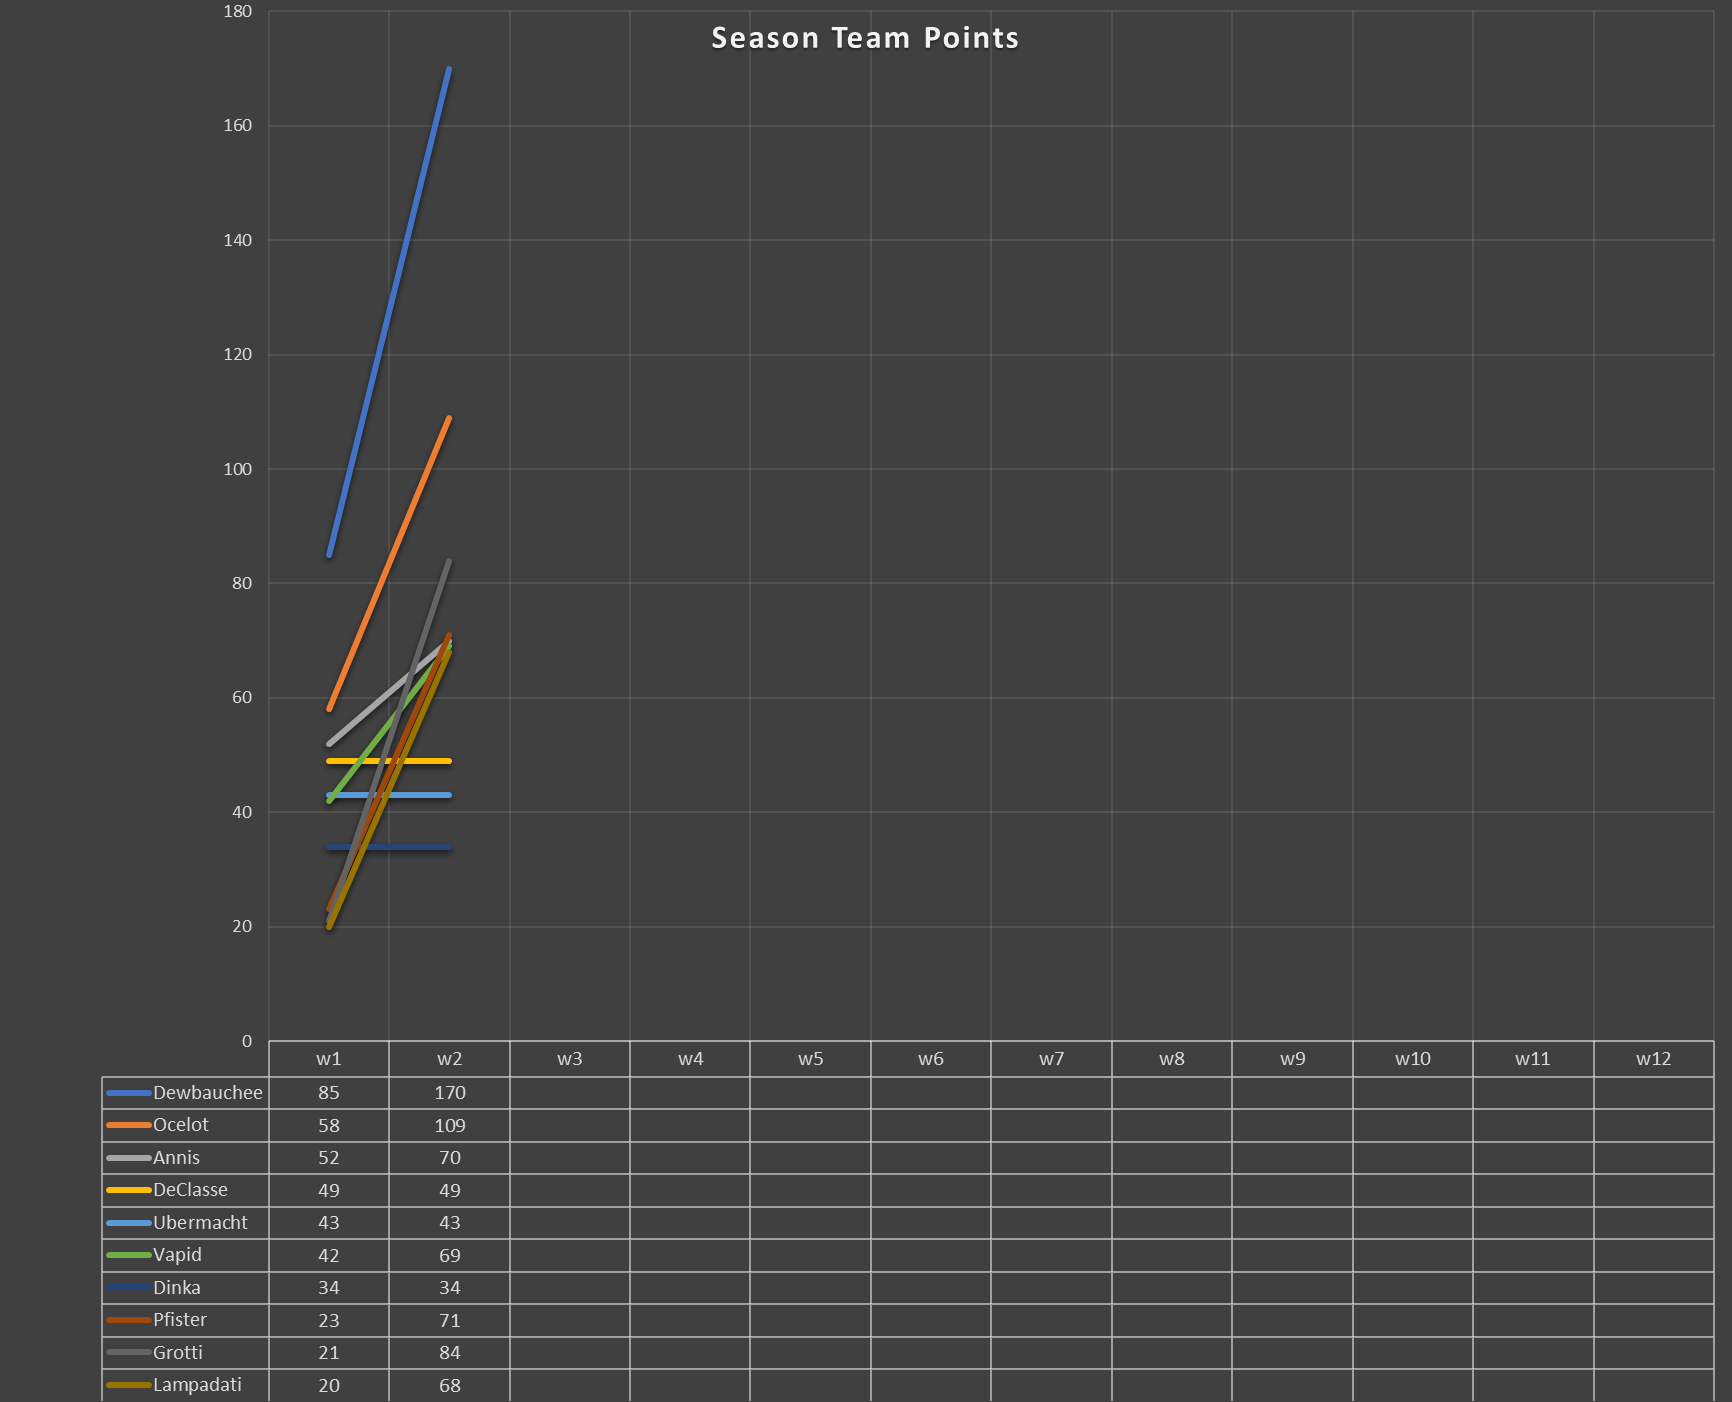 Season Team Points
180
160
140
120
100
80
60
40
20
0
w1 w2 w3 w4 w5 w6 w7 w8 w9 w10 w11 w12
Dewbauchee 85 170
Ocelot 58 109
Annis 52 70
DeClasse 49 49
Ubermacht 43 43
Vapid 42 69
Dinka 34 34
Pfister 23 71
Grotti 21 84
Lampadati 20 68